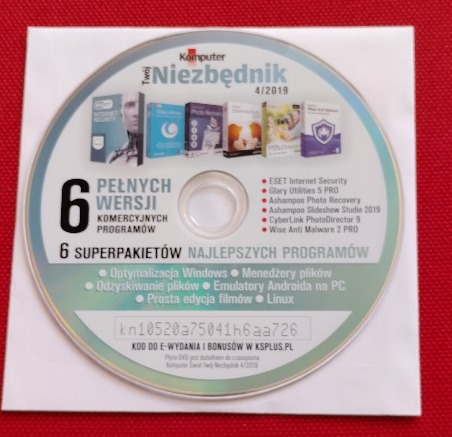 Komputer
Twój
Niezbędnik
4/2019
6
PEŁNYCH
WERSJI
KOMERCYJNYCH
PROGRAMÓW
• ESET Internet Security
• Glary Utilities 5 PRO
• Ashampoo Photo Recovery
• Ashampoo Slideshow Studio 2019
• CyberLink PhotoDirector 9
• Wise Anti Malware 2 PRO
6 SUPERPAKIETÓW NAJLEPSZYCH PROGRAMÓW
• Optymalizacja Windows • Menedżery plików
• Odzyskiwanie plików • Emulatory Androida na PC
• Prosta edycja filmów • Linux
kn10520a75041h6aa726
KOD DO E-WYDANIA I BONUSÓW W KSPLUS.PL
Płyta DVD jest dodatkiem do czasopisma
Komputer Świat Twój Niezbędnik 4/2019